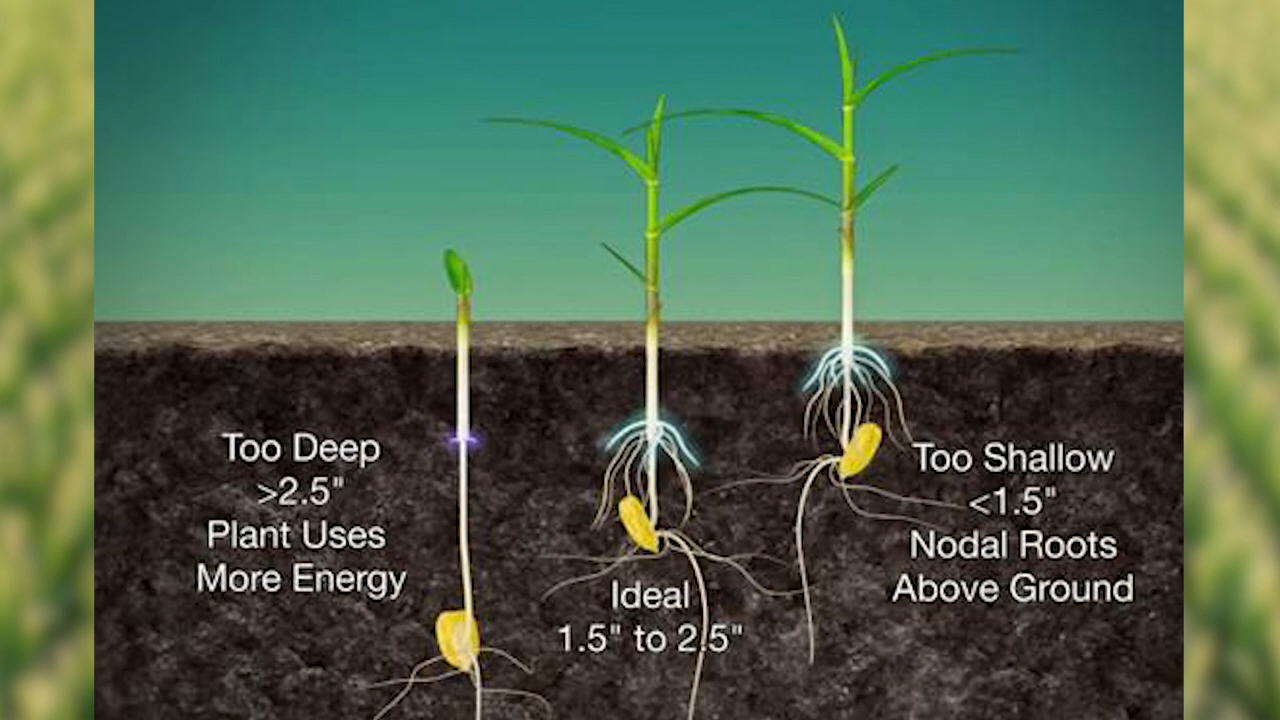 Too Deep
>2.5"
Plant Uses
More Energy
Ideal
1.5" to 2.5"
Too Shallow
<1.5"
Nodal Roots
Above Ground